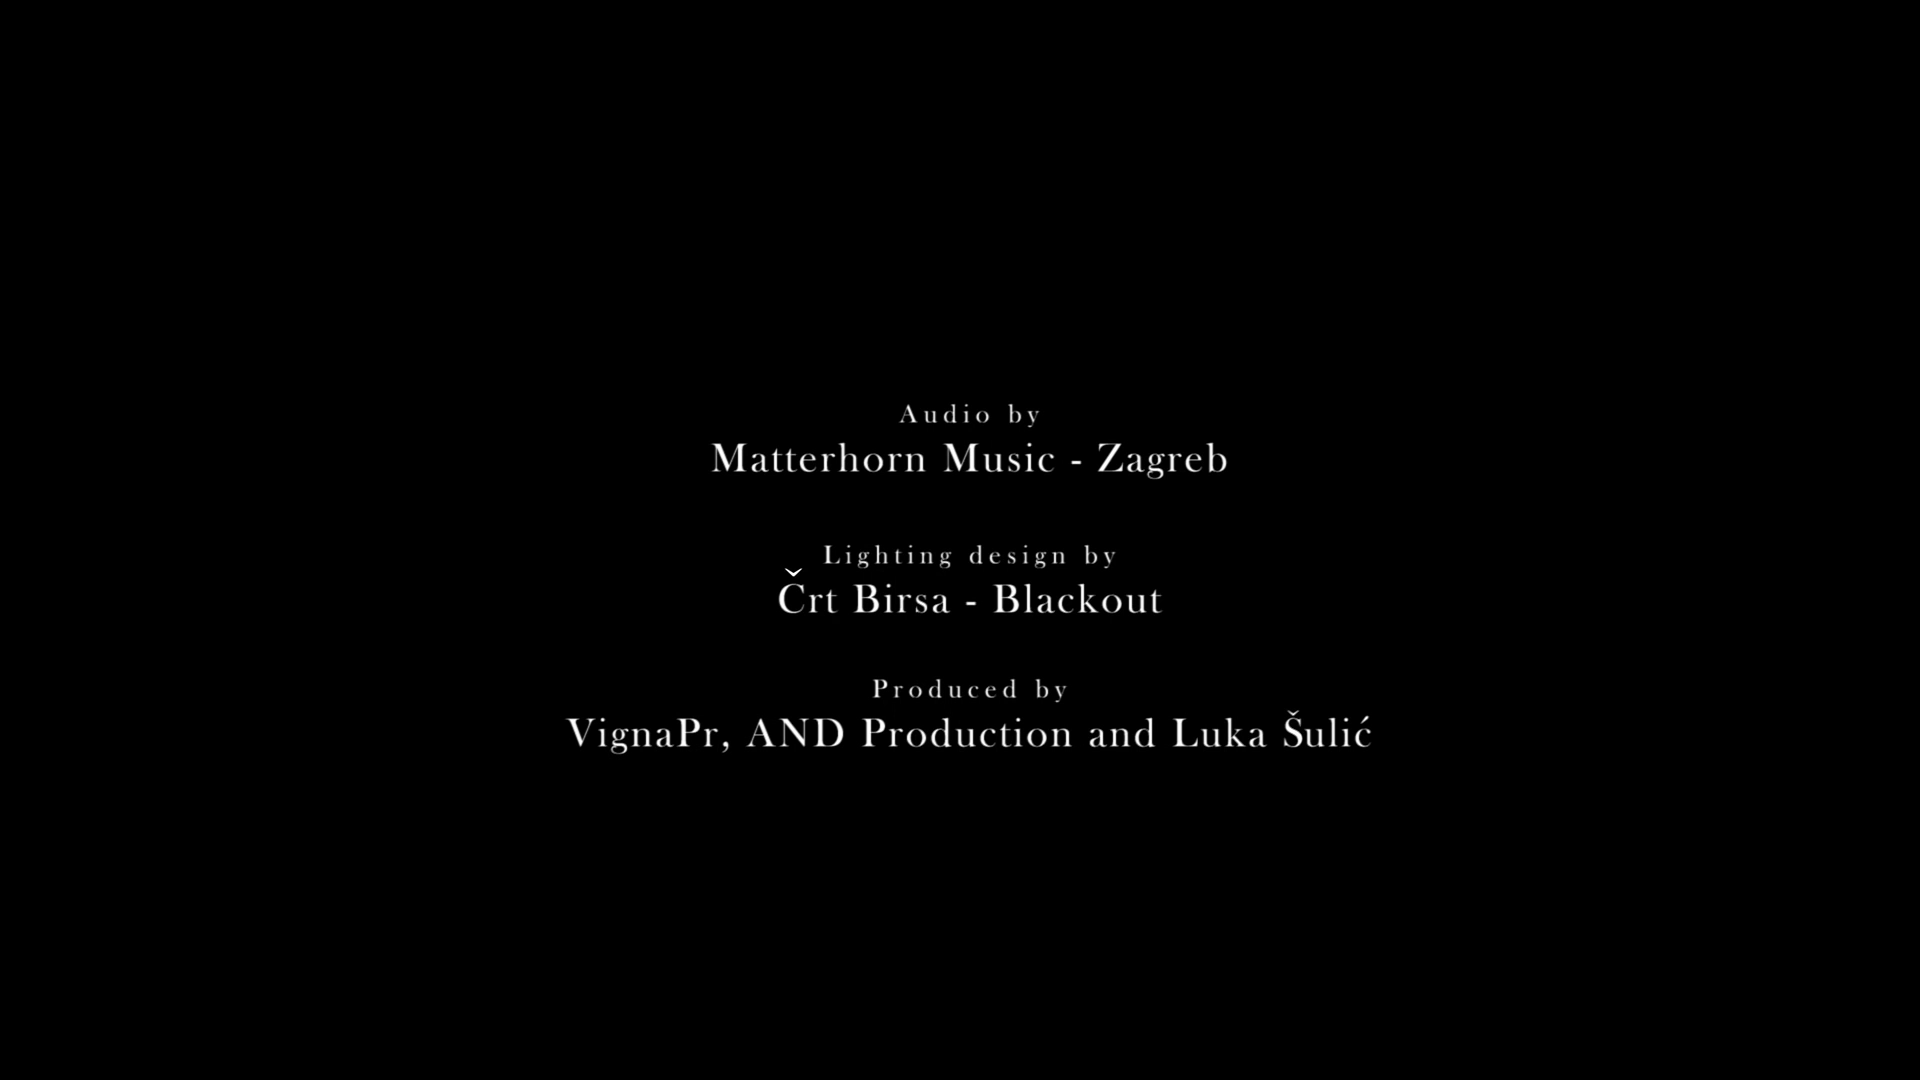 Audio by
Matterhorn Music - Zagreb
Lighting design by
Črt Birsa - Blackout
Produced by
VignaPr, AND Production and Luka Šulić